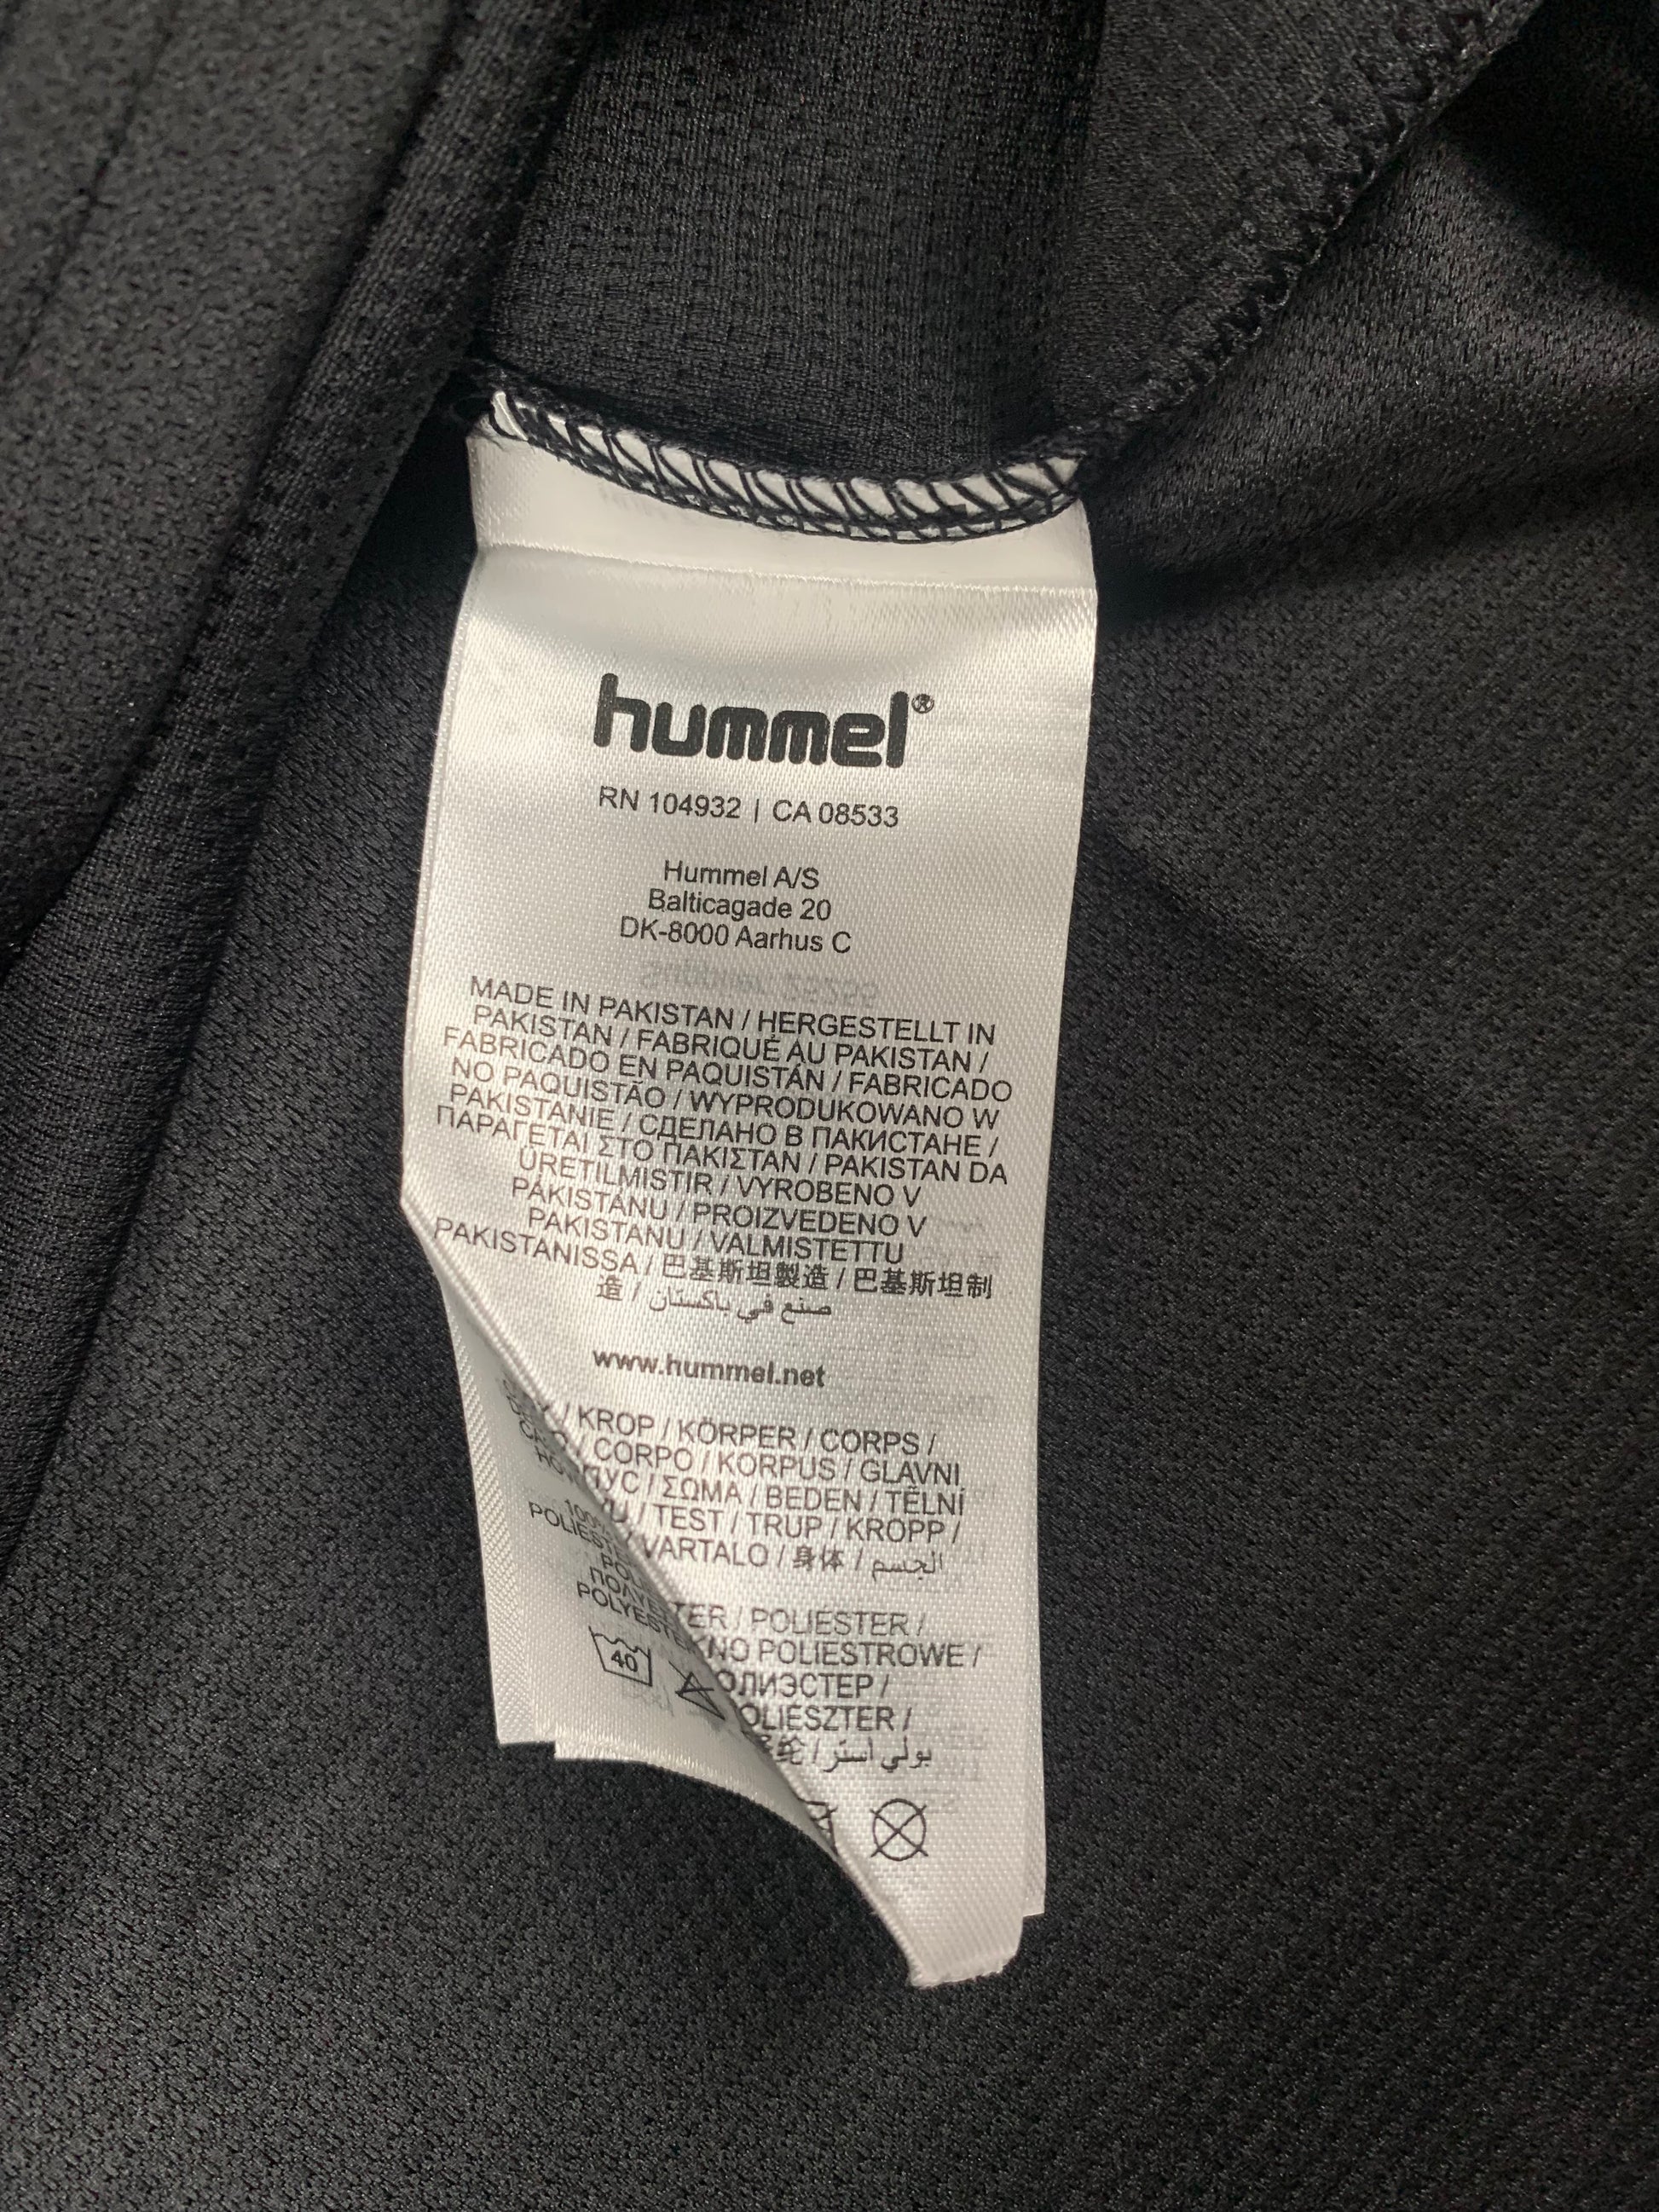 hummel®
RN 104932 | CA 08533
Hummel A/S
Balticagade 20
DK-8000 Aarhus C
MADE IN PAKISTAN / HERGESTELLT IN
PAKISTAN / FABRIQUÉ AU PAKISTAN /
FABRICADO EN PAQUISTÁN / FABRICADO
NO PAQUISTÃO / WYPRODUKOWANO W
PAKISTANIE / СДЕЛАНО В ПАКИСТАНЕ /
ΠΑΡΑΓΕΤΑΙ ΣΤΟ ΠΑΚΙΣΤΑΝ / PAKISTAN DA
ÜRETILMISTIR / VYROBENO V
PÁKISTÁNU / PROIZVEDENO V
PAKISTANU / VALMISTETTU
PAKISTANISSA / 巴基斯坦製造 / 巴基斯坦制
造 / صنع في باكستان
www.hummel.net
/ KROP / KÖRPER / CORPS /
/ CORPO / KORPUS / GLAVNI
/ ΣΩΜΑ / BEDEN / TĚLNÍ
/ TEST / TRUP / KROPP /
VARTALO / 身体 / الجسم
/ POLIÉSTER /
POLIESTROWE /
POLIESZTER /
/ بولي استر
40